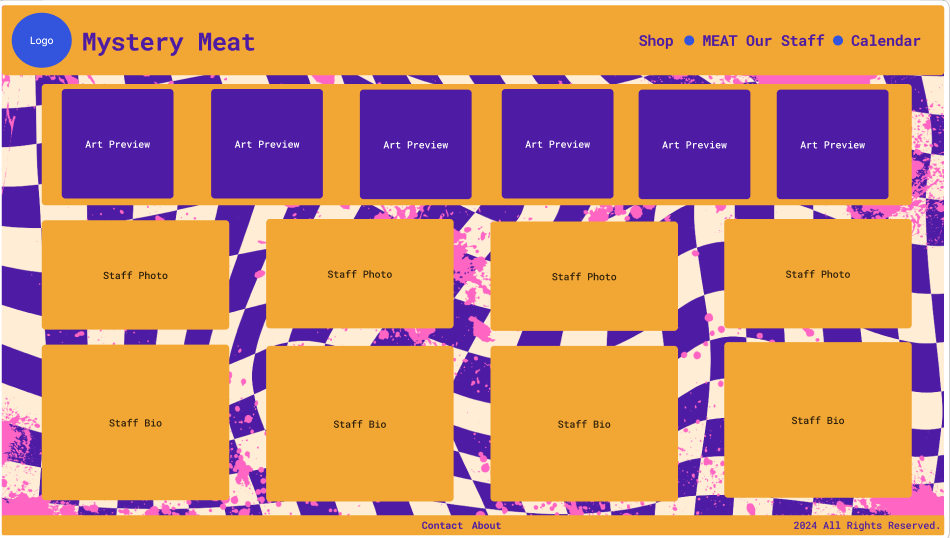 Logo
Mystery Meat
Shop MEAT Our Staff Calendar
Art Preview Art Preview Art Preview Art Preview Art Preview Art Preview
Staff Photo Staff Photo Staff Photo Staff Photo
Staff Bio Staff Bio Staff Bio Staff Bio
Contact About
2024 All Rights Reserved.